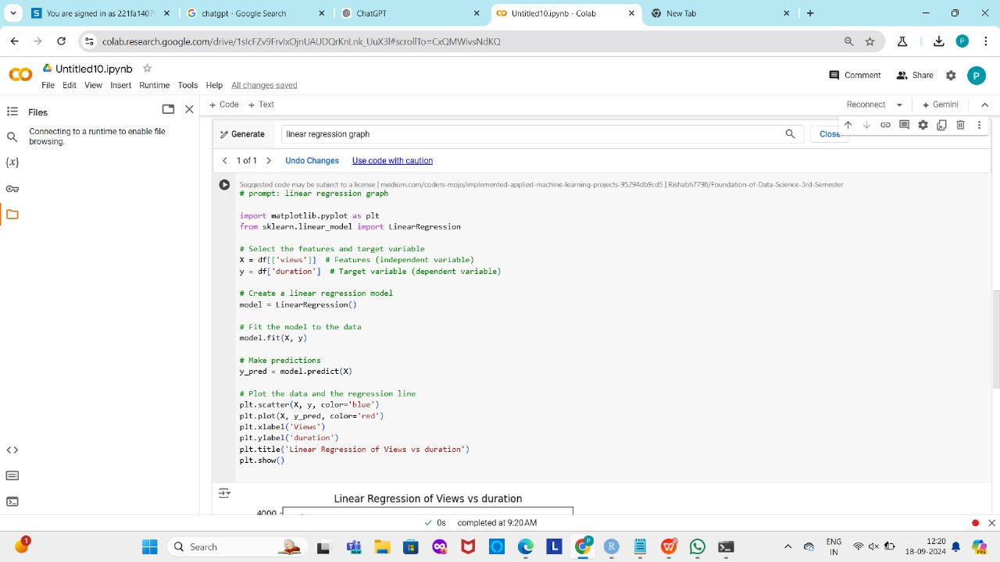 You are signed in as 221fa1407
chatgpt - Google Search
ChatGPT
Untitled10.ipynb - Colab
New Tab
colab.research.google.com/drive/1sIcFZv9FrvIxOjnUAUDQrKnLnk_UuX3l#scrollTo=CxQMWivsNdKQ
P
Untitled10.ipynb
File Edit View Insert Runtime Tools Help All changes saved
Comment
Share
P
Files
+ Code + Text
Reconnect
Gemini
Connecting to a runtime to enable file
browsing.
Generate
linear regression graph
Close
1 of 1
Undo Changes
Use code with caution
Suggested code may be subject to a license | medium.com/coders-mojo/implemented-applied-machine-learning-projects-95294db9cd5 | Rishabh7798/Foundation-of-Data-Science-3rd-Semester
# prompt: linear regression graph
import matplotlib.pyplot as plt
from sklearn.linear_model import LinearRegression
# Select the features and target variable
X = df[['views']]  # Features (independent variable)
y = df['duration']  # Target variable (dependent variable)
# Create a linear regression model
model = LinearRegression()
# Fit the model to the data
model.fit(X, y)
# Make predictions
y_pred = model.predict(X)
# Plot the data and the regression line
plt.scatter(X, y, color='blue')
plt.plot(X, y_pred, color='red')
plt.xlabel('Views')
plt.ylabel('duration')
plt.title('Linear Regression of Views vs duration')
plt.show()
Linear Regression of Views vs duration
4000
0s completed at 9:20 AM
1
Search
NEW
L
P
R
ENG
IN
12:20
18-09-2024
PRE